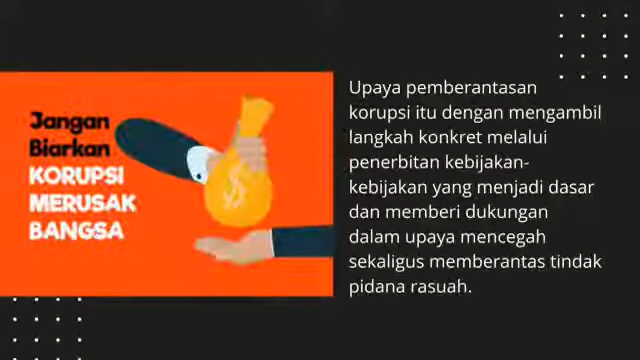 Jangan
Biarkan
KORUPSI
MERUSAK
BANGSA
Upaya pemberantasan
korupsi itu dengan mengambil
langkah konkret melalui
penerbitan kebijakan-
kebijakan yang menjadi dasar
dan memberi dukungan
dalam upaya mencegah
sekaligus memberantas tindak
pidana rasuah.